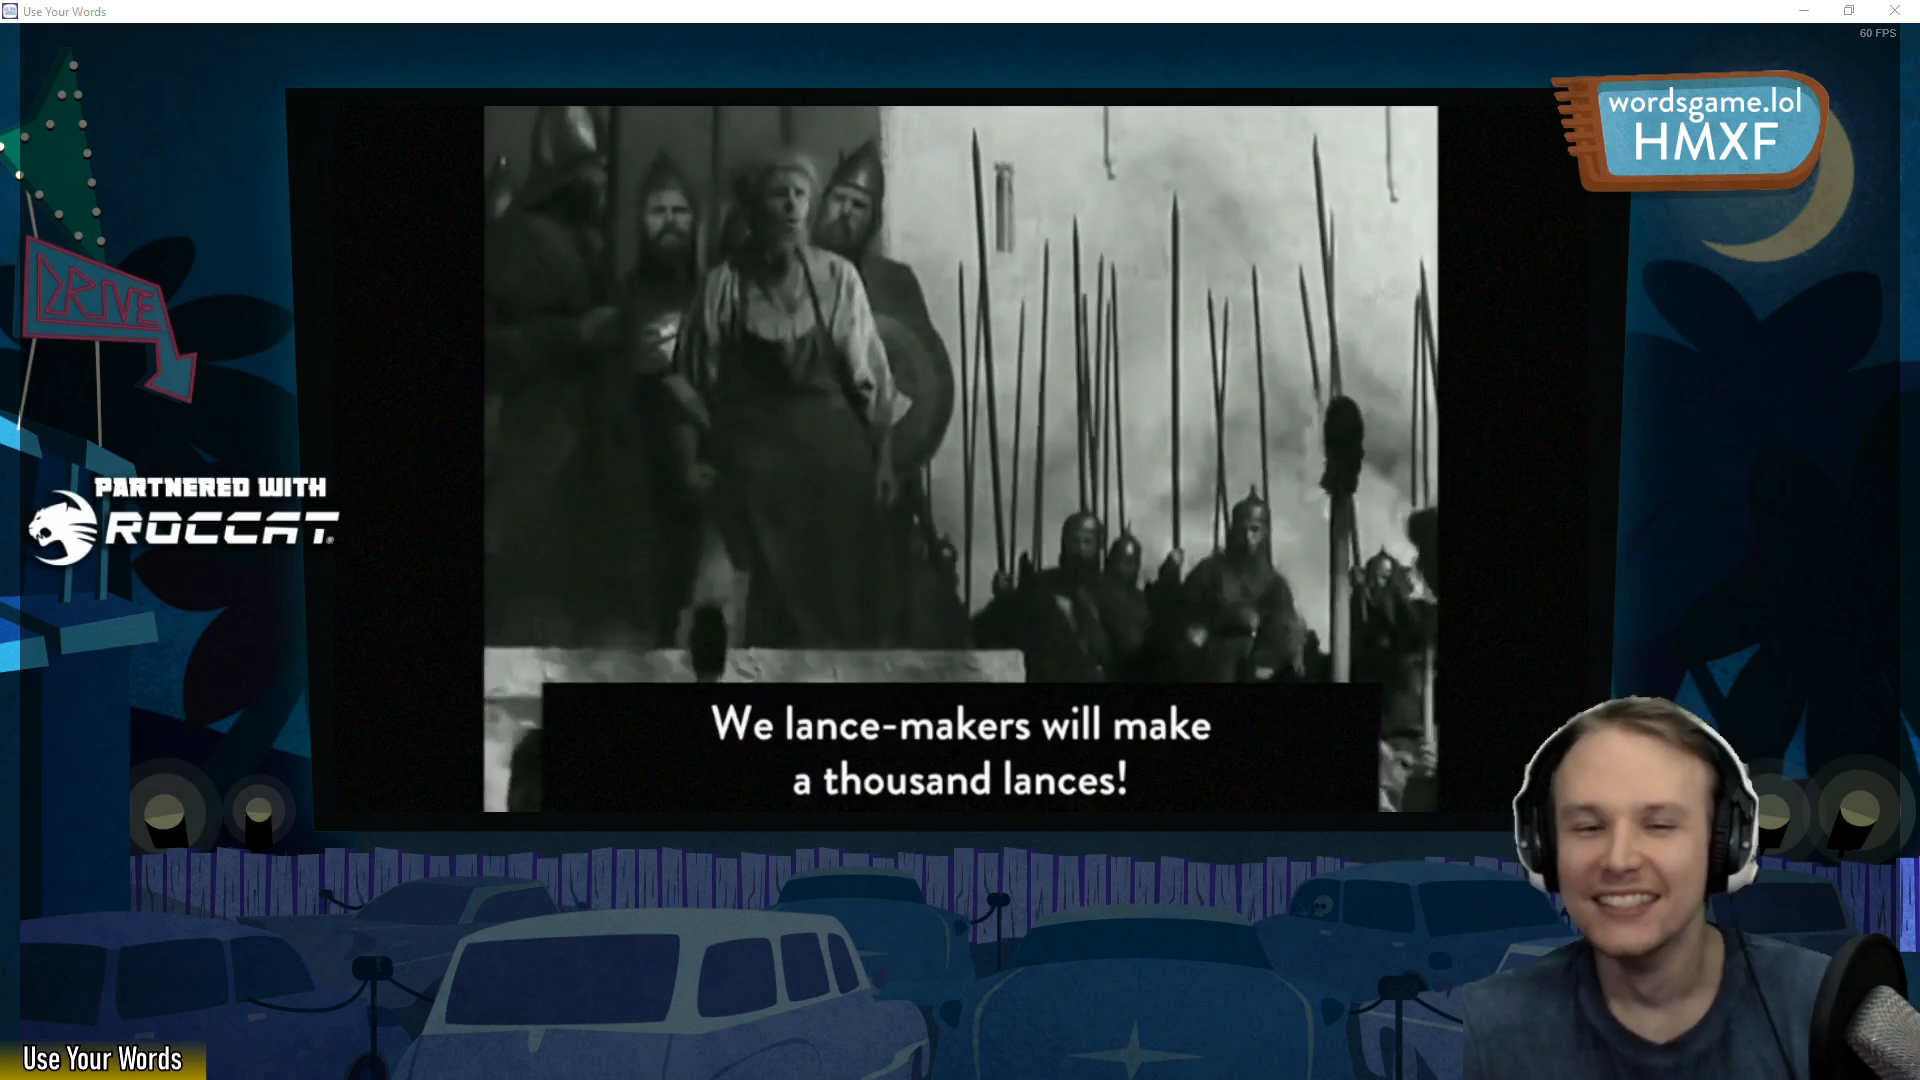 Use Your Words
60 FPS
wordsgame.lol
HMXF
DRIVE
PARTNERED WITH
ROCCAT
We lance-makers will make
a thousand lances!
Use Your Words